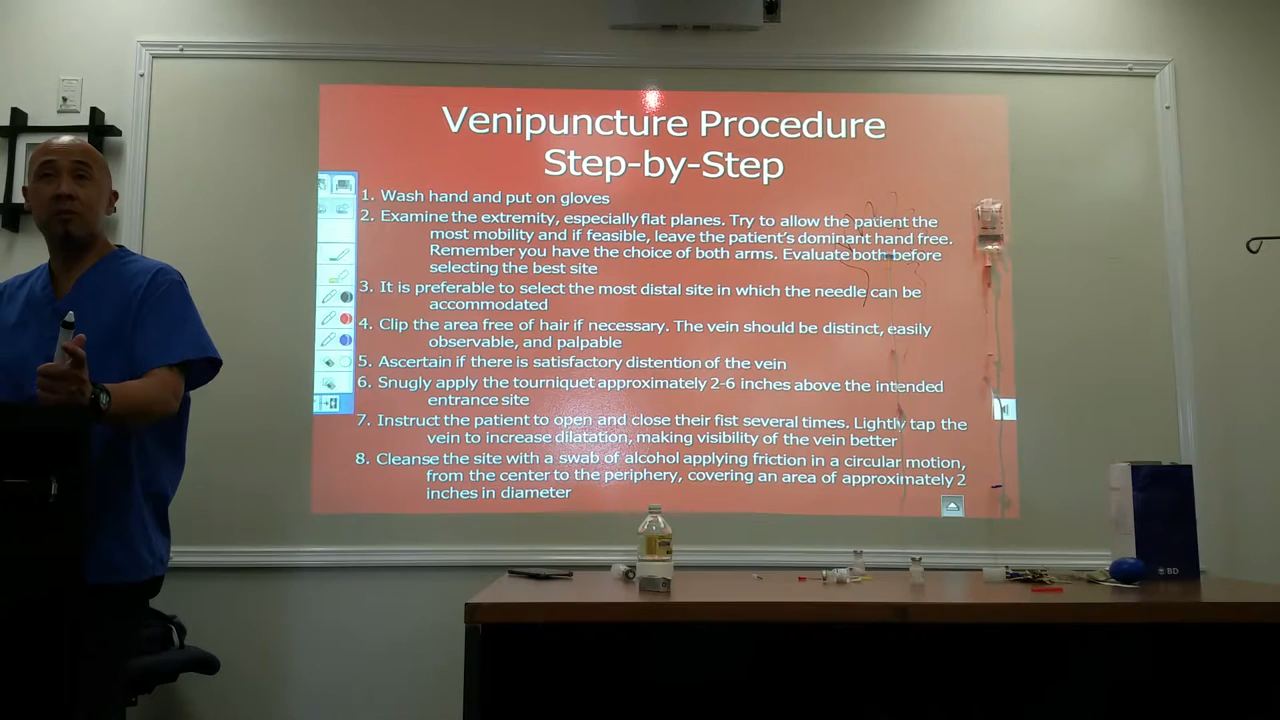 Venipuncture Procedure
Step-by-Step
1. Wash hand and put on gloves
2. Examine the extremity, especially flat planes. Try to allow the patient the
most mobility and if feasible, leave the patient's dominant hand free.
Remember you have the choice of both arms. Evaluate both before
selecting the best site
3. It is preferable to select the most distal site in which the needle can be
accommodated
4. Clip the area free of hair if necessary. The vein should be distinct, easily
observable, and palpable
5. Ascertain if there is satisfactory distention of the vein
6. Snugly apply the tourniquet approximately 2-6 inches above the intended
entrance site
7. Instruct the patient to open and close their fist several times. Lightly tap the
vein to increase dilatation, making visibility of the vein better
8. Cleanse the site with a swab of alcohol applying friction in a circular motion,
from the center to the periphery, covering an area of approximately 2
inches in diameter
BD